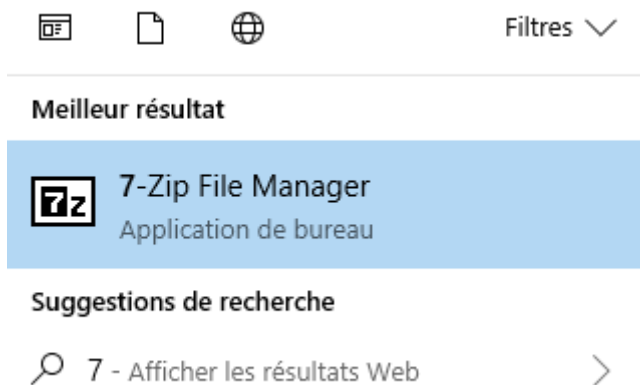 Filtres
Meilleur résultat
7z
7-Zip File Manager
Application de bureau
Suggestions de recherche
7 - Afficher les résultats Web